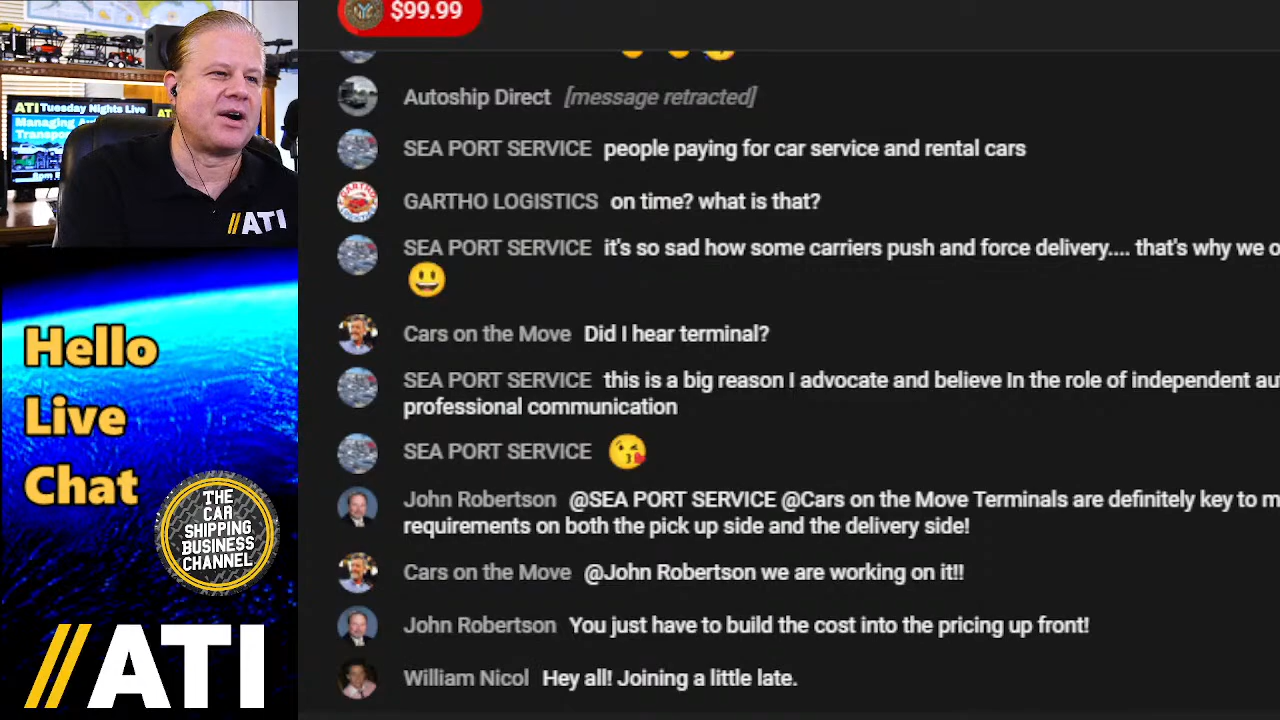 $99.99
ATI Tuesday Nights Live
Managing
Transpo
8pm
//ATI
Hello
Live
Chat
THE
CAR
SHIPPING
BUSINESS
CHANNEL
//ATI
Autoship Direct [message retracted]
SEA PORT SERVICE people paying for car service and rental cars
GARTHO LOGISTICS on time? what is that?
SEA PORT SERVICE it's so sad how some carriers push and force delivery.... that's why we o
😃
Cars on the Move Did I hear terminal?
SEA PORT SERVICE this is a big reason I advocate and believe In the role of independent au
professional communication
SEA PORT SERVICE 😘
John Robertson @SEA PORT SERVICE @Cars on the Move Terminals are definitely key to m
requirements on both the pick up side and the delivery side!
Cars on the Move @John Robertson we are working on it!!
John Robertson You just have to build the cost into the pricing up front!
William Nicol Hey all! Joining a little late.